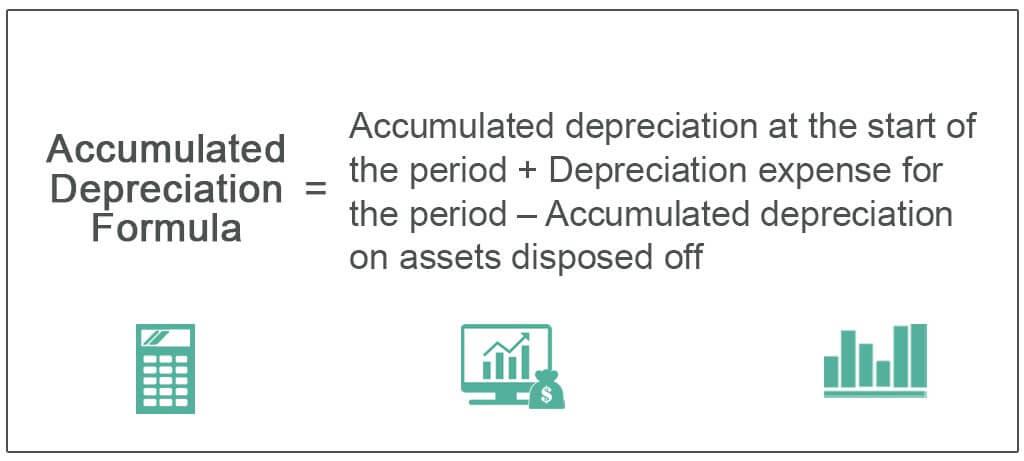 Accumulated
Depreciation
Formula
=
Accumulated depreciation at the start of
the period + Depreciation expense for
the period – Accumulated depreciation
on assets disposed off
$